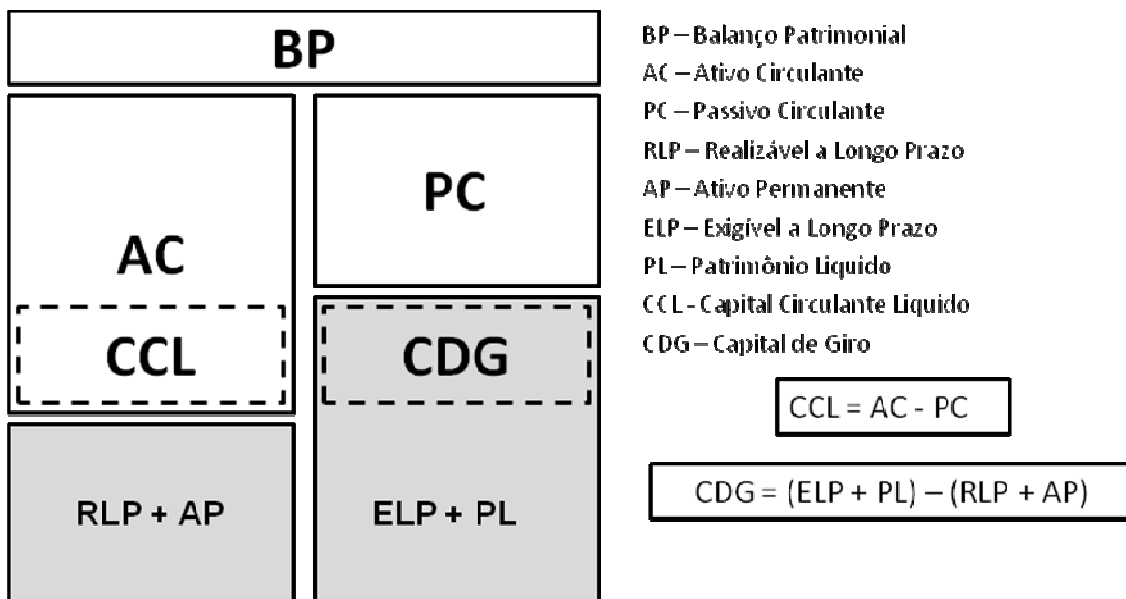 BP
AC
CCL
RLP + AP
PC
CDG
ELP + PL
BP – Balanço Patrimonial
AC – Ativo Circulante
PC – Passivo Circulante
RLP – Realizável a Longo Prazo
AP – Ativo Permanente
ELP – Exigível a Longo Prazo
PL – Patrimônio Liquido
CCL - Capital Circulante Liquido
CDG – Capital de Giro
CCL = AC - PC
CDG = (ELP + PL) – (RLP + AP)